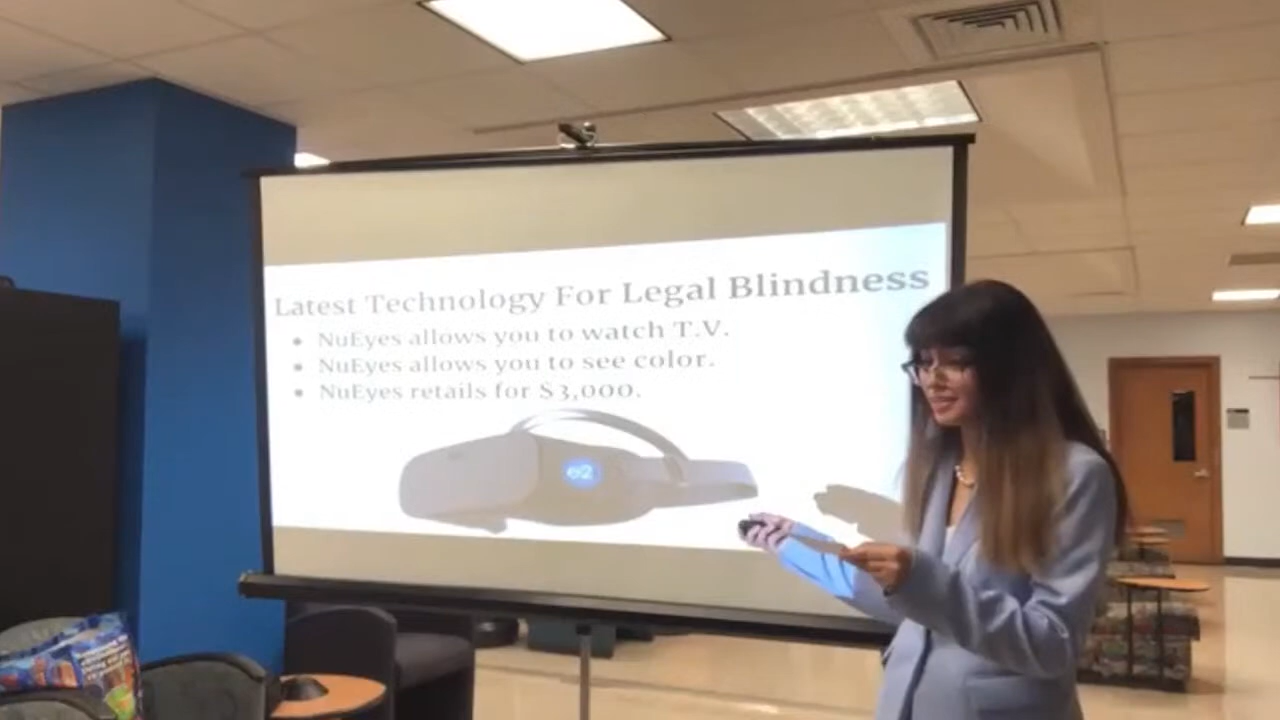 Latest Technology For Legal Blindness
• NuEyes allows you to watch T.V.
• NuEyes allows you to see color.
• NuEyes retails for $3,000.
e2